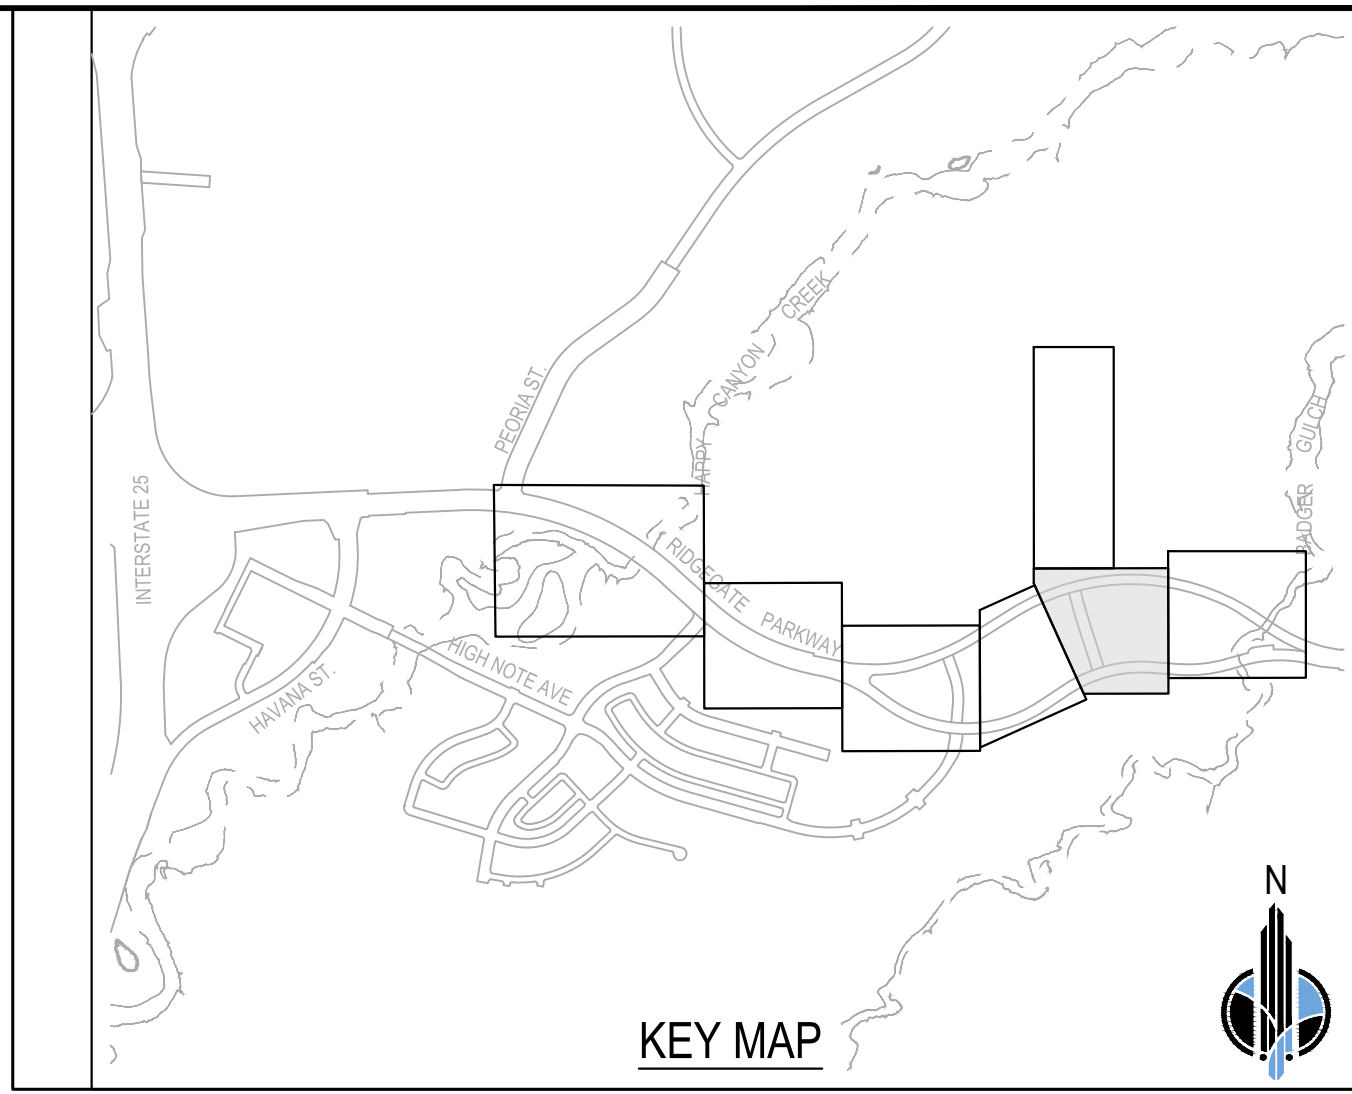 CREEK
CANYON
HAPPY
PEORIA ST.
GULCH
BADGER
INTERSTATE 25
RIDGEGATE PARKWAY
HIGH NOTE AVE
HAVANA ST.
N
KEY MAP